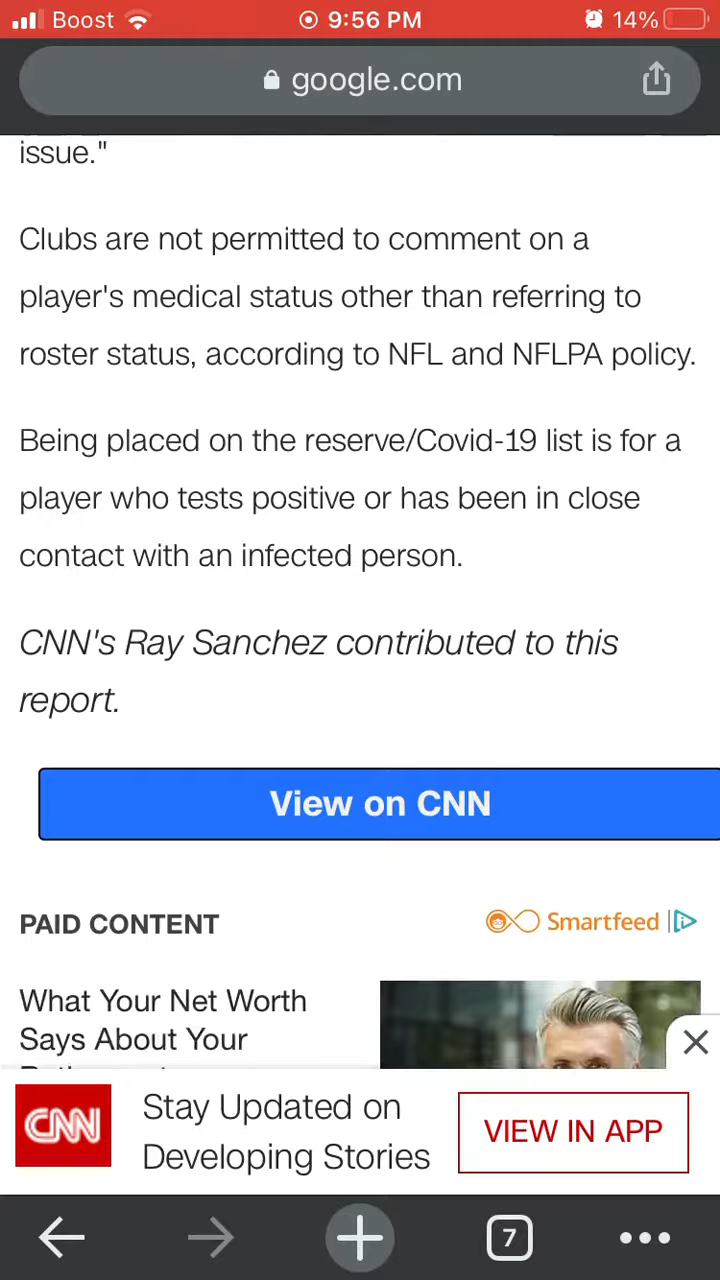 Boost 9:56 PM 14%
google.com
issue."
Clubs are not permitted to comment on a
player's medical status other than referring to
roster status, according to NFL and NFLPA policy.
Being placed on the reserve/Covid-19 list is for a
player who tests positive or has been in close
contact with an infected person.
CNN's Ray Sanchez contributed to this
report.
View on CNN
PAID CONTENT
Smartfeed
What Your Net Worth
Says About Your
CNN
Stay Updated on
Developing Stories
VIEW IN APP
7